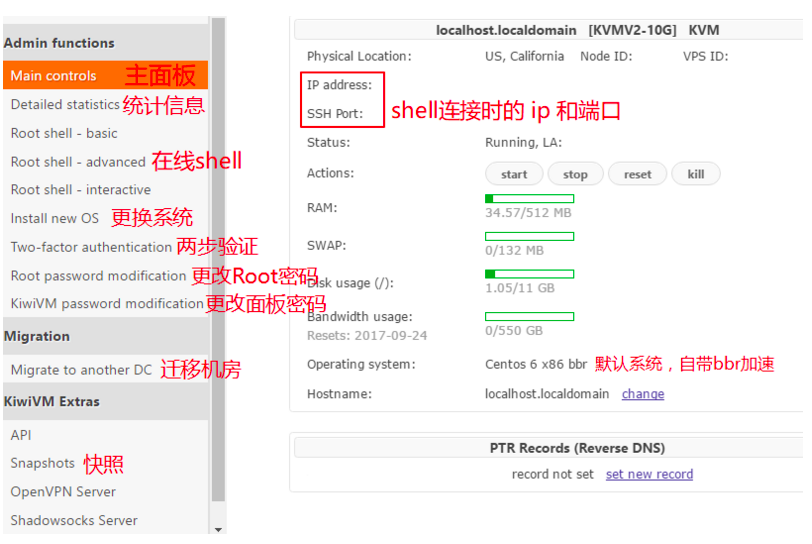 Admin functions
Main controls 主面板
Detailed statistics 统计信息
Root shell - basic
Root shell - advanced 在线shell
Root shell - interactive
Install new OS 更换系统
Two-factor authentication 两步验证
Root password modification 更改Root密码
KiwiVM password modification 更改面板密码
Migration
Migrate to another DC 迁移机房
KiwiVM Extras
API
Snapshots 快照
OpenVPN Server
Shadowsocks Server
localhost.localdomain [KVMV2-10G] KVM
Physical Location: US, California Node ID: VPS ID:
IP address:
SSH Port:
shell连接时的 ip 和端口
Status: Running, LA:
Actions: start stop reset kill
RAM:
34.57/512 MB
SWAP:
0/132 MB
Disk usage (/):
1.05/11 GB
Bandwidth usage:
Resets: 2017-09-24 0/550 GB
Operating system: Centos 6 x86 bbr 默认系统，自带bbr加速
Hostname: localhost.localdomain change
PTR Records (Reverse DNS)
record not set set new record